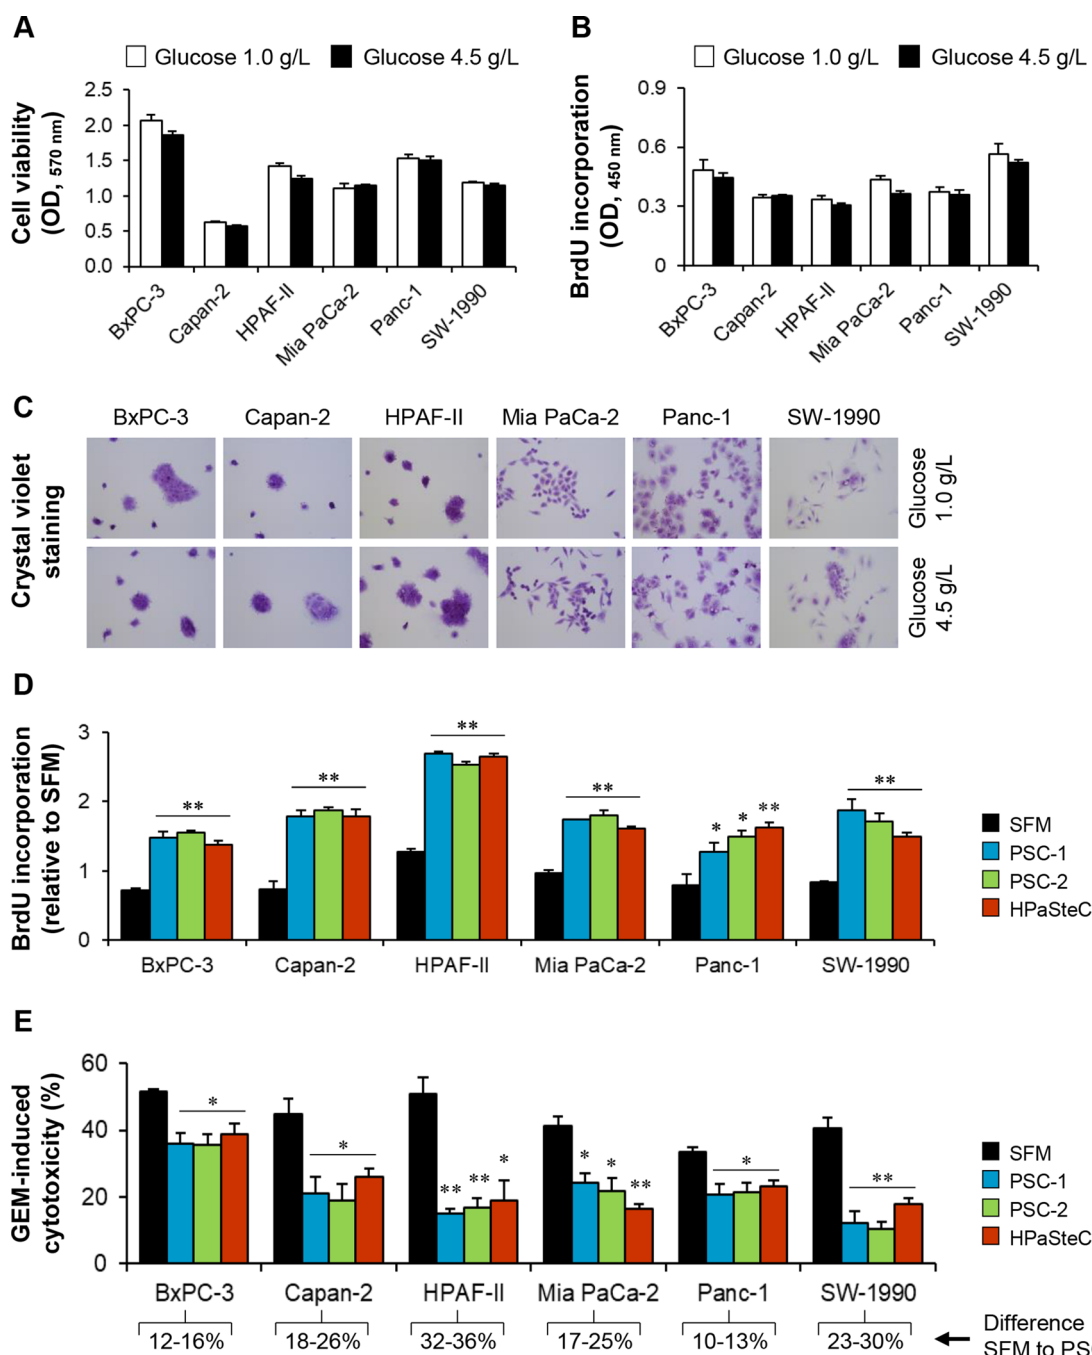 A
Glucose 1.0 g/L
Glucose 4.5 g/L
Cell viability
(OD, 570 nm)
2.5
2.0
1.5
1.0
0.5
0.0
BxPC-3
Capan-2
HPAF-II
Mia PaCa-2
Panc-1
SW-1990
B
Glucose 1.0 g/L
Glucose 4.5 g/L
BrdU incorporation
(OD, 450 nm)
0.9
0.6
0.3
0
BxPC-3
Capan-2
HPAF-II
Mia PaCa-2
Panc-1
SW-1990
C
BxPC-3
Capan-2
HPAF-II
Mia PaCa-2
Panc-1
SW-1990
Crystal violet
staining
Glucose
1.0 g/L
Glucose
4.5 g/L
D
BrdU incorporation
(relative to SFM)
3
2
1
0
**
**
**
**
*
*
**
**
BxPC-3
Capan-2
HPAF-II
Mia PaCa-2
Panc-1
SW-1990
SFM
PSC-1
PSC-2
HPaSteC
E
GEM-induced
cytotoxicity (%)
60
40
20
0
*
*
**
**
*
*
*
**
*
**
BxPC-3
Capan-2
HPAF-II
Mia PaCa-2
Panc-1
SW-1990
SFM
PSC-1
PSC-2
HPaSteC
12-16%
18-26%
32-36%
17-25%
10-13%
23-30%
Difference
SFM to PS